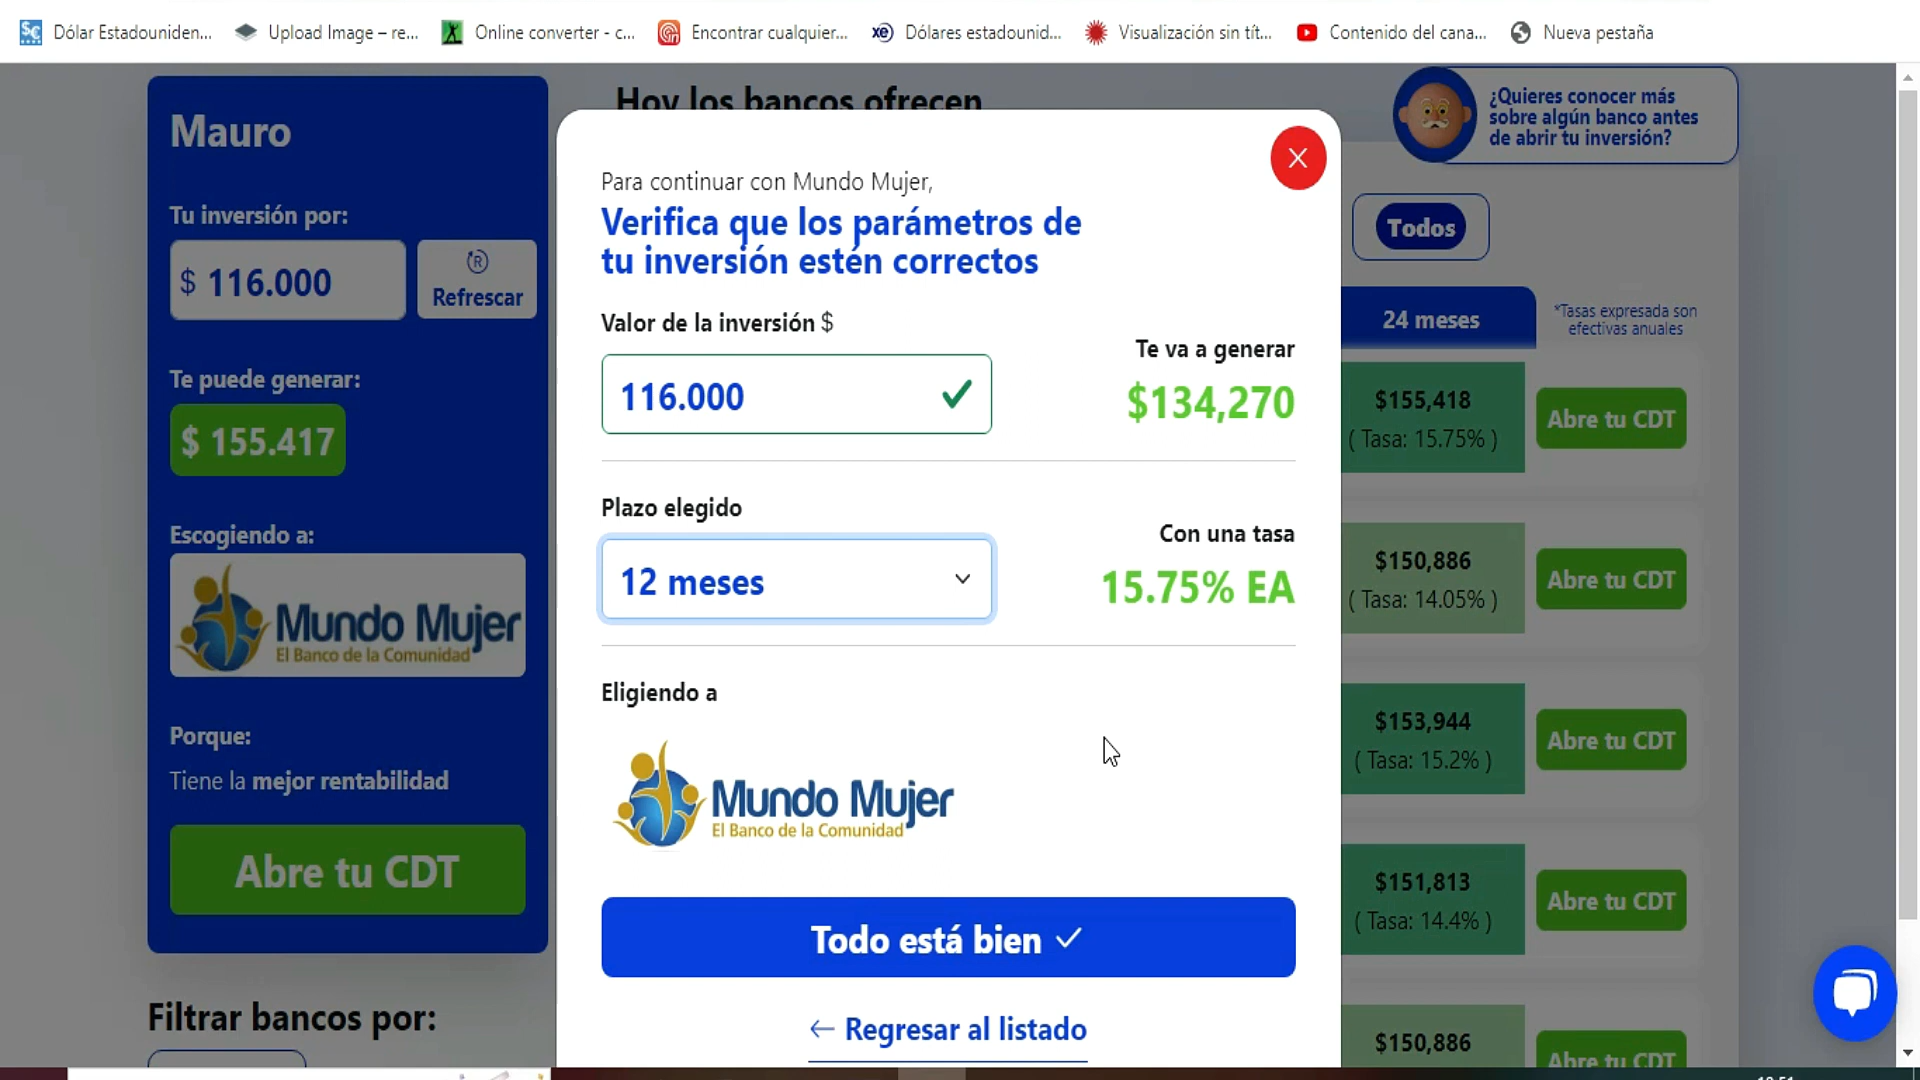 Dólar Estadouniden...
Upload Image – re...
Online converter - c...
Encontrar cualquier...
Dólares estadounid...
Visualización sin tít...
Contenido del cana...
Nueva pestaña
Mauro
Tu inversión por:
$ 116.000
Refrescar
Te puede generar:
$ 155.417
Escogiendo a:
Mundo Mujer
El Banco de la Comunidad
Porque:
Tiene la mejor rentabilidad
Abre tu CDT
Filtrar bancos por:
Hoy los bancos ofrecen
Para continuar con Mundo Mujer,
Verifica que los parámetros de
tu inversión estén correctos
Valor de la inversión $
116.000
Te va a generar
$134,270
Plazo elegido
12 meses
Con una tasa
15.75% EA
Eligiendo a
Mundo Mujer
El Banco de la Comunidad
Todo está bien
Regresar al listado
¿Quieres conocer más
sobre algún banco antes
de abrir tu inversión?
Todos
24 meses
*Tasas expresada son
efectivas anuales
$155,418
( Tasa: 15.75% )
Abre tu CDT
$150,886
( Tasa: 14.05% )
Abre tu CDT
$153,944
( Tasa: 15.2% )
Abre tu CDT
$151,813
( Tasa: 14.4% )
Abre tu CDT
$150,886
Abre tu CDT